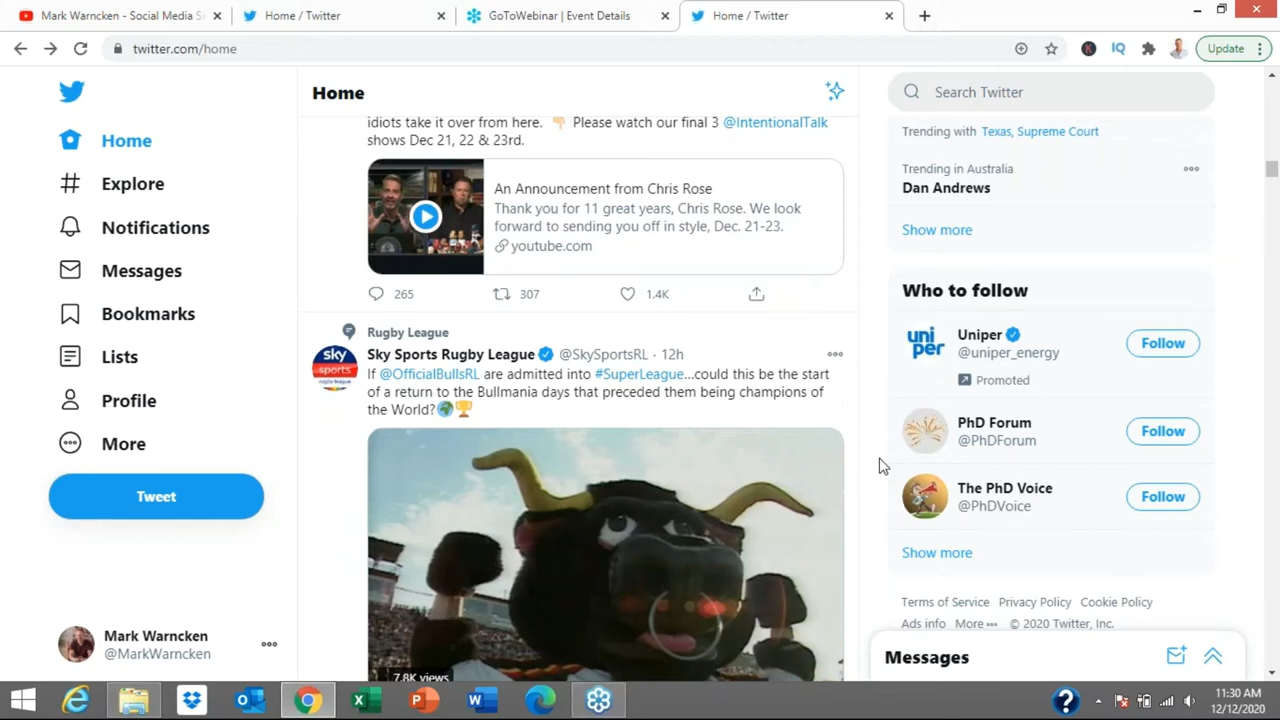 Mark Warncken - Social Media Se
Home / Twitter
GoToWebinar | Event Details
Home / Twitter
twitter.com/home
IQ
Update
Home
Explore
Notifications
Messages
Bookmarks
Lists
Profile
More
Tweet
Mark Warncken
@MarkWarncken
Home
idiots take it over from here. 👇🏻 Please watch our final 3 @IntentionalTalk
shows Dec 21, 22 & 23rd.
An Announcement from Chris Rose
Thank you for 11 great years, Chris Rose. We look
forward to sending you off in style, Dec. 21-23.
youtube.com
265 307 1.4K
Rugby League
Sky Sports Rugby League @SkySportsRL · 12h
sky
sports
rugby league
If @OfficialBullsRL are admitted into #SuperLeague...could this be the start
of a return to the Bullmania days that preceded them being champions of
the World?🌍🏆
7.8K views
Search Twitter
Trending with Texas, Supreme Court
Trending in Australia
Dan Andrews
Show more
Who to follow
uni
per
Uniper
@uniper_energy
Promoted
Follow
PhD Forum
@PhDForum
Follow
The PhD Voice
@PhDVoice
Follow
Show more
Terms of Service Privacy Policy Cookie Policy
Ads info More ••• © 2020 Twitter, Inc.
Messages
11:30 AM
12/12/2020